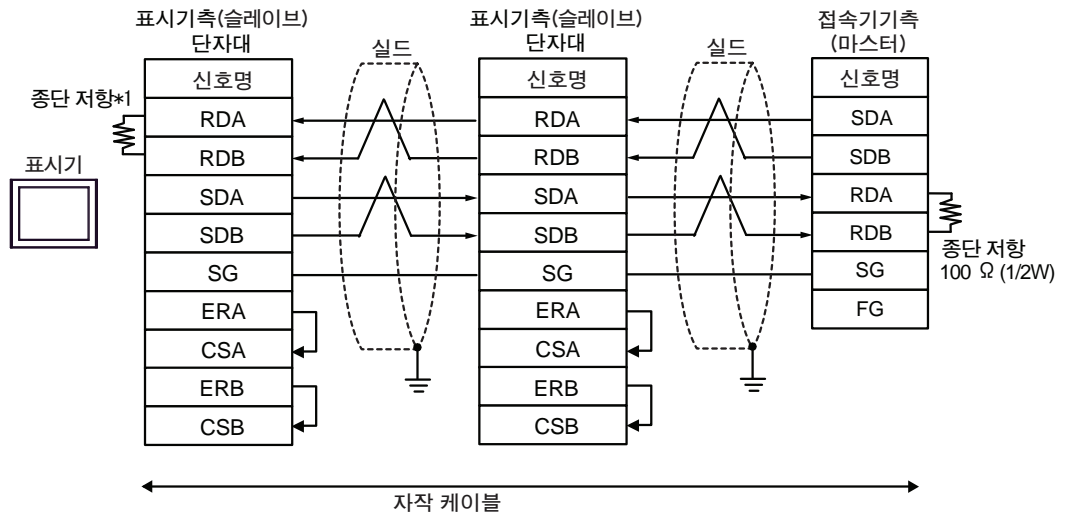 표시기측(슬레이브)
단자대
표시기측(슬레이브)
단자대
접속기기측
(마스터)
실드
실드
종단 저항*1
표시기
신호명
RDA
RDB
SDA
SDB
SG
ERA
CSA
ERB
CSB
신호명
RDA
RDB
SDA
SDB
SG
ERA
CSA
ERB
CSB
신호명
SDA
SDB
RDA
RDB
SG
FG
종단 저항
100 Ω (1/2W)
자작 케이블